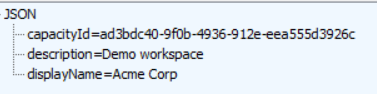 JSON
capacityId=ad3bdc40-9f0b-4936-912e-eea555d3926c
description=Demo workspace
displayName=Acme Corp